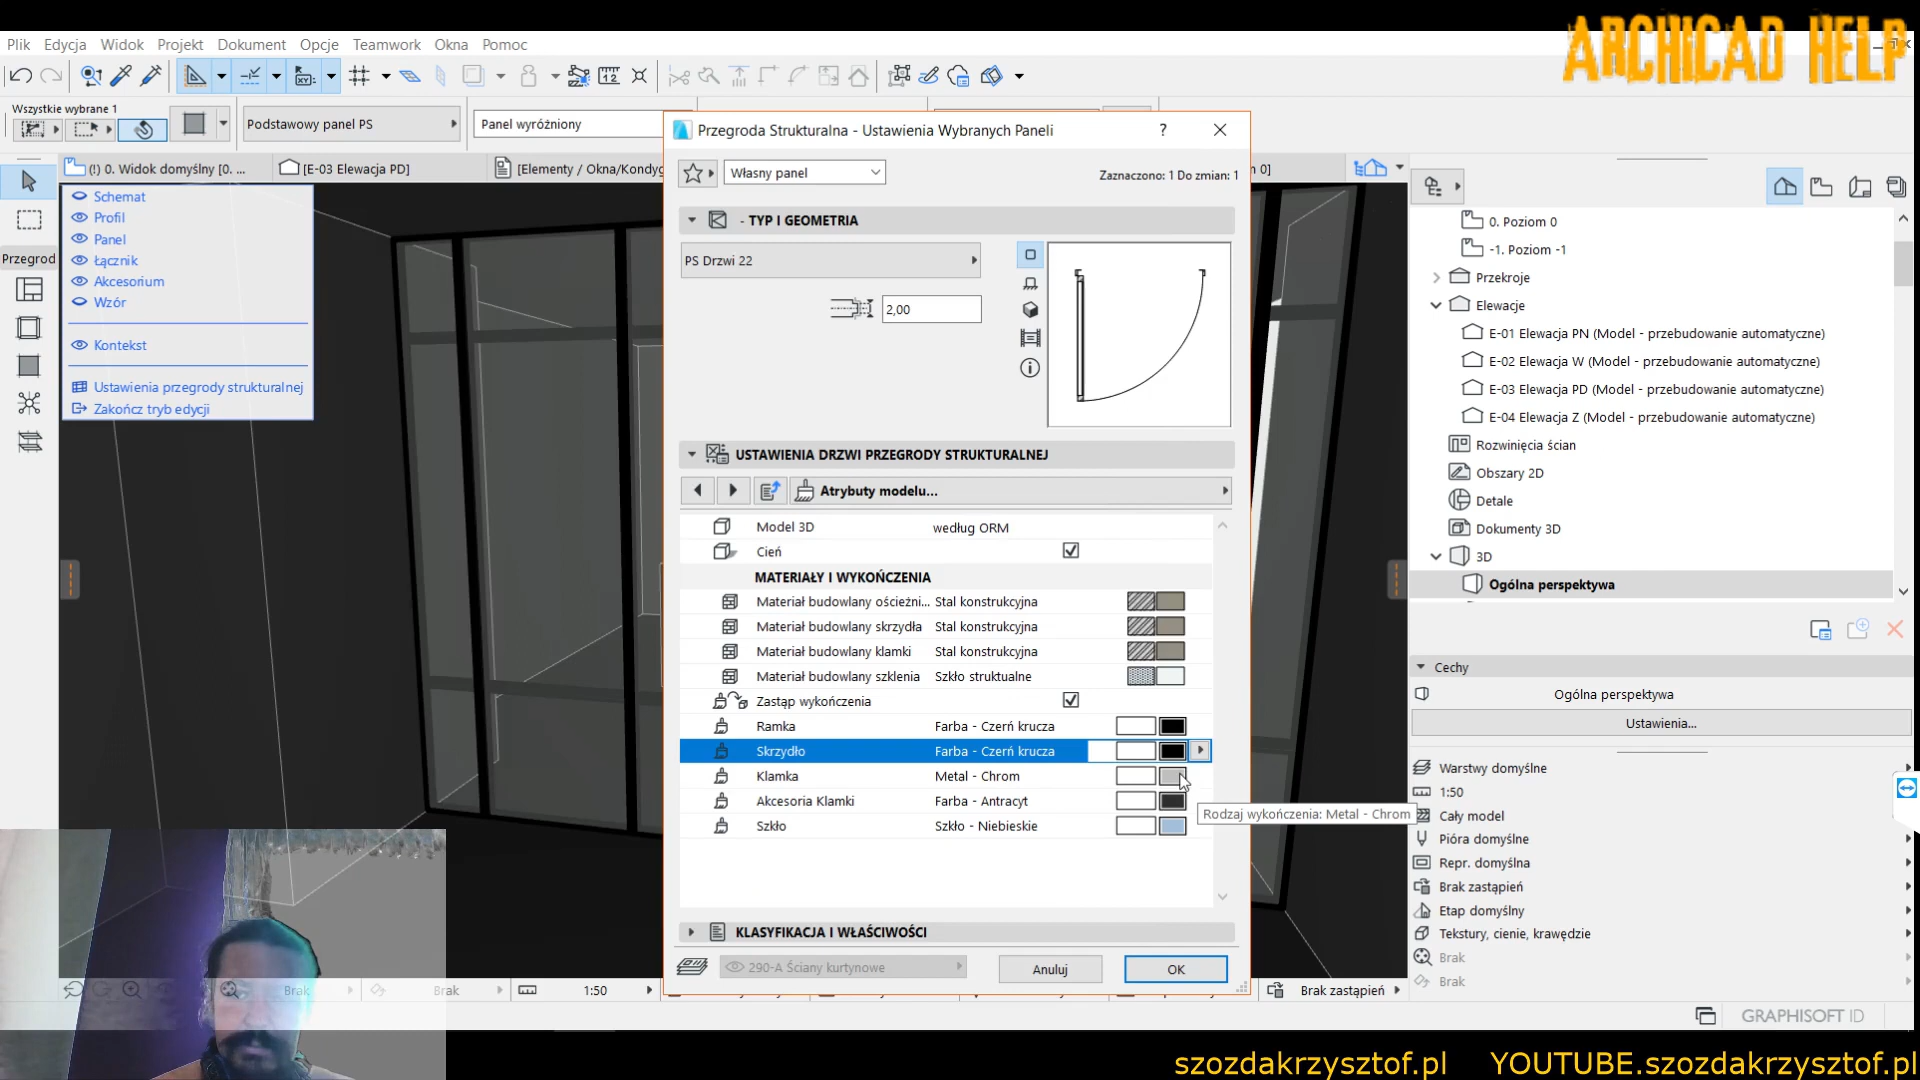 ARCHICAD HELP
Plik Edycja Widok Projekt Dokument Opcje Teamwork Okna Pomoc
Wszystkie wybrane 1
Podstawowy panel PS
Panel wyróżniony
(!) 0. Widok domyślny [0. ...
[E-03 Elewacja PD]
[Elementy / Okna/Kondyg
0]
Przegrod
Schemat
Profil
Panel
Łącznik
Akcesorium
Wzór
Kontekst
Ustawienia przegrody strukturalnej
Zakończ tryb edycji
Przegroda Strukturalna - Ustawienia Wybranych Paneli
? 
Własny panel
Zaznaczono: 1 Do zmian: 1
- TYP I GEOMETRIA
PS Drzwi 22
2,00
USTAWIENIA DRZWI PRZEGRODY STRUKTURALNEJ
Atrybuty modelu...
Model 3D według ORM
Cień
MATERIAŁY I WYKOŃCZENIA
Materiał budowlany ościeżni... Stal konstrukcyjna
Materiał budowlany skrzydła Stal konstrukcyjna
Materiał budowlany klamki Stal konstrukcyjna
Materiał budowlany szklenia Szkło struktualne
Zastąp wykończenia
Ramka Farba - Czerń krucza
Skrzydło Farba - Czerń krucza
Klamka Metal - Chrom
Akcesoria Klamki Farba - Antracyt
Szkło Szkło - Niebieskie
Rodzaj wykończenia: Metal - Chrom
KLASYFIKACJA I WŁAŚCIWOŚCI
290-A Ściany kurtynowe
Anuluj
OK
0. Poziom 0
-1. Poziom -1
Przekroje
Elewacje
E-01 Elewacja PN (Model - przebudowanie automatyczne)
E-02 Elewacja W (Model - przebudowanie automatyczne)
E-03 Elewacja PD (Model - przebudowanie automatyczne)
E-04 Elewacja Z (Model - przebudowanie automatyczne)
Rozwinięcia ścian
Obszary 2D
Detale
Dokumenty 3D
3D
Ogólna perspektywa
Cechy
Ogólna perspektywa
Ustawienia...
Warstwy domyślne
1:50
Cały model
Pióra domyślne
Repr. domyślna
Brak zastąpień
Etap domyślny
Tekstury, cienie, krawędzie
Brak
Brak
Brak Brak 1:50 Brak zastąpień
GRAPHISOFT ID
szozdakrzysztof.pl YOUTUBE.szozdakrzysztof.pl